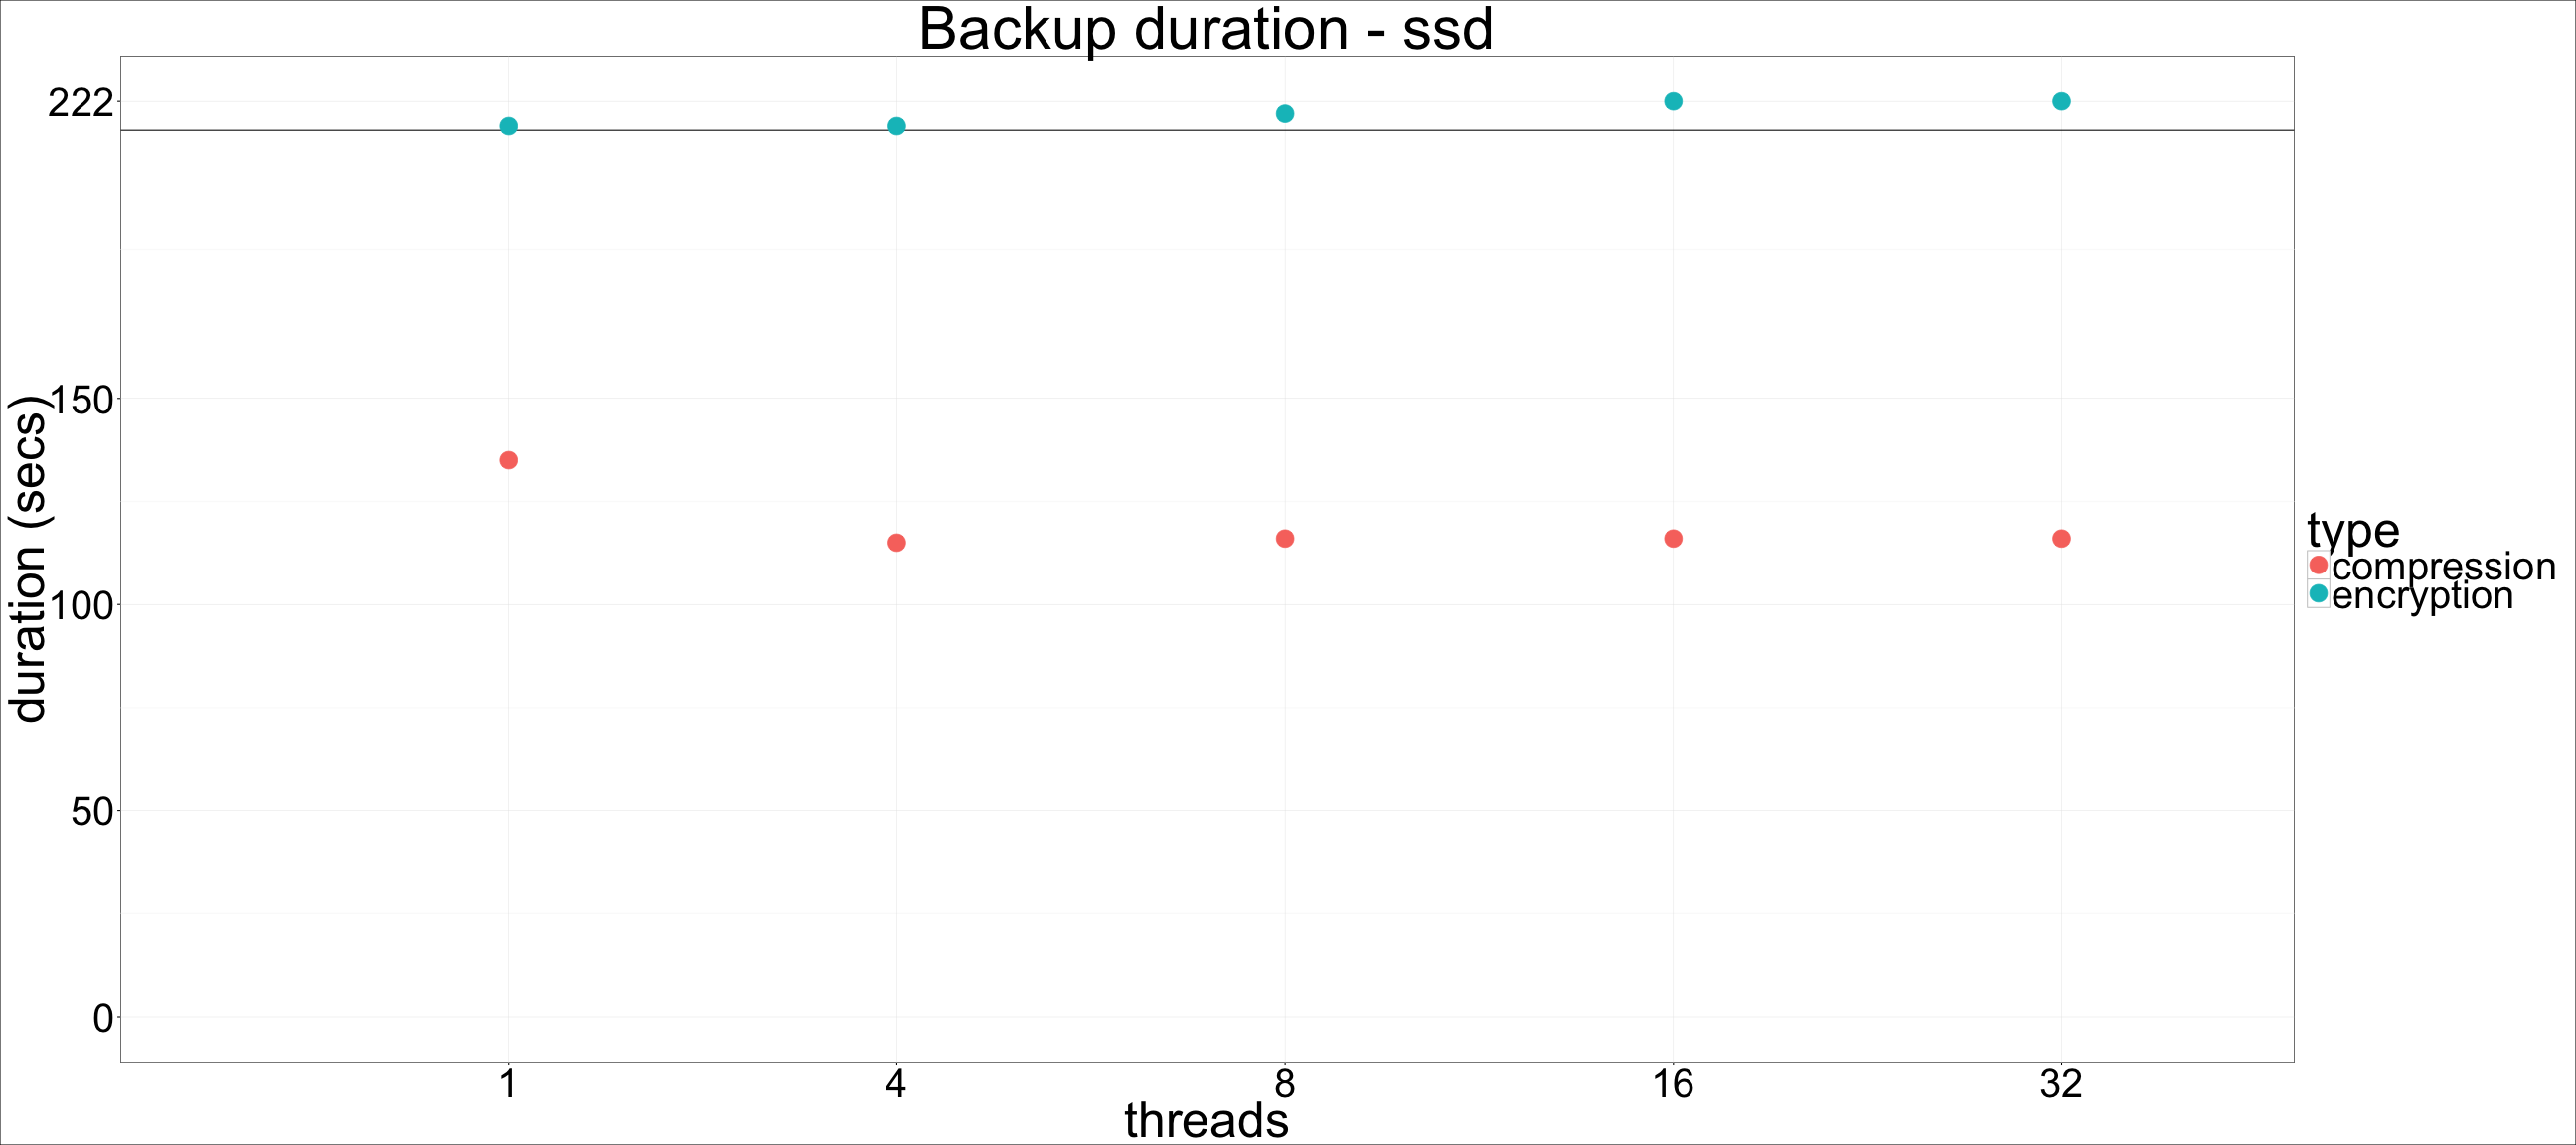 Backup duration - ssd
222
150
100
50
0
duration (secs)
1 4 8 16 32
threads
type
compression
encryption